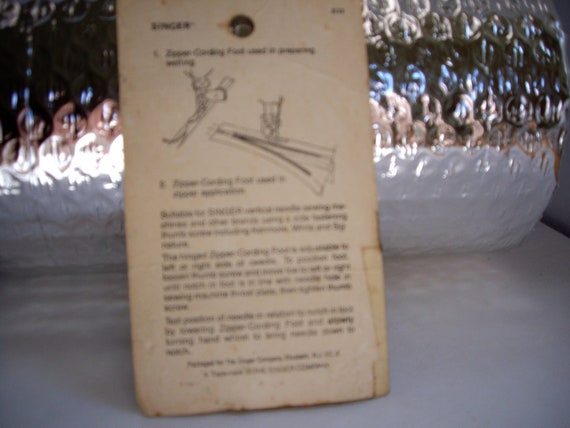 SINGER
1. Zipper-Cording Foot used in preparing
welting
2. Zipper-Cording Foot used in
zipper application
Suitable for SINGER vertical needle sewing ma-
chines and other brands using a side fastening
thumb screw including Kenmore, White and Sig-
nature.
The hinged Zipper-Cording Foot is adjustable to
left or right side of needle. To position foot,
loosen thumb screw and move toe to left or right
until notch in foot is in line with needle hole in
sewing machine throat plate, then tighten thumb
screw.
Test position of needle in relation to notch in foot
by lowering Zipper-Cording Foot and slowly
turning hand wheel to bring needle down to
notch.
Packaged for The Singer Company, Elizabeth, N.J.
A Trademark of THE SINGER COMPANY